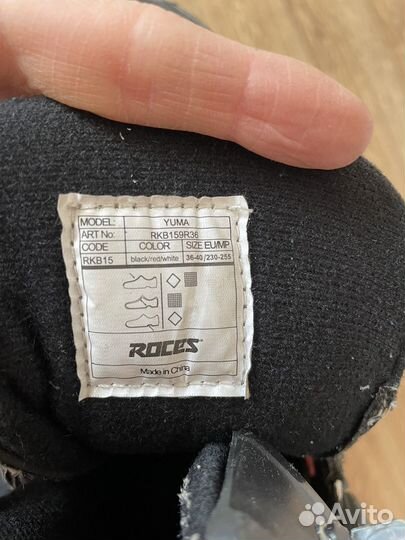 MODEL: YUMA
ART No: RKB159R36
CODE COLOR SIZE EU/MP
RKB15 black/red/white 36-40/230-255
ROCES
Made in China
Avito